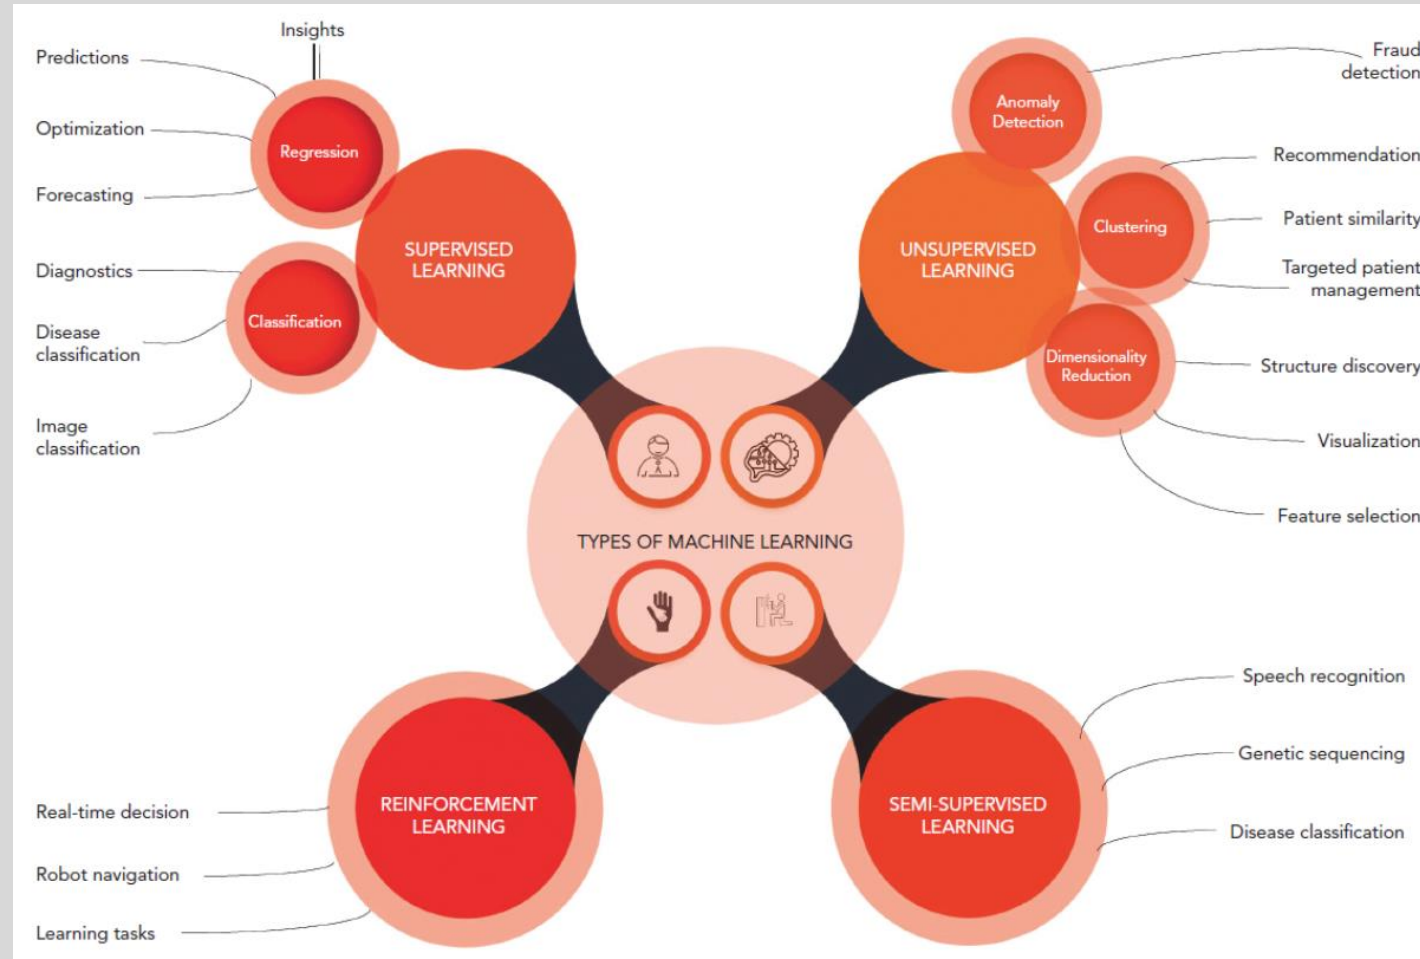 Insights
Predictions
Optimization
Forecasting
Regression
Diagnostics
Disease
classification
Image
classification
Classification
SUPERVISED
LEARNING
UNSUPERVISED
LEARNING
Anomaly
Detection
Fraud
detection
Clustering
Recommendation
Patient similarity
Targeted patient
management
Dimensionality
Reduction
Structure discovery
Visualization
Feature selection
TYPES OF MACHINE LEARNING
REINFORCEMENT
LEARNING
Real-time decision
Robot navigation
Learning tasks
SEMI-SUPERVISED
LEARNING
Speech recognition
Genetic sequencing
Disease classification